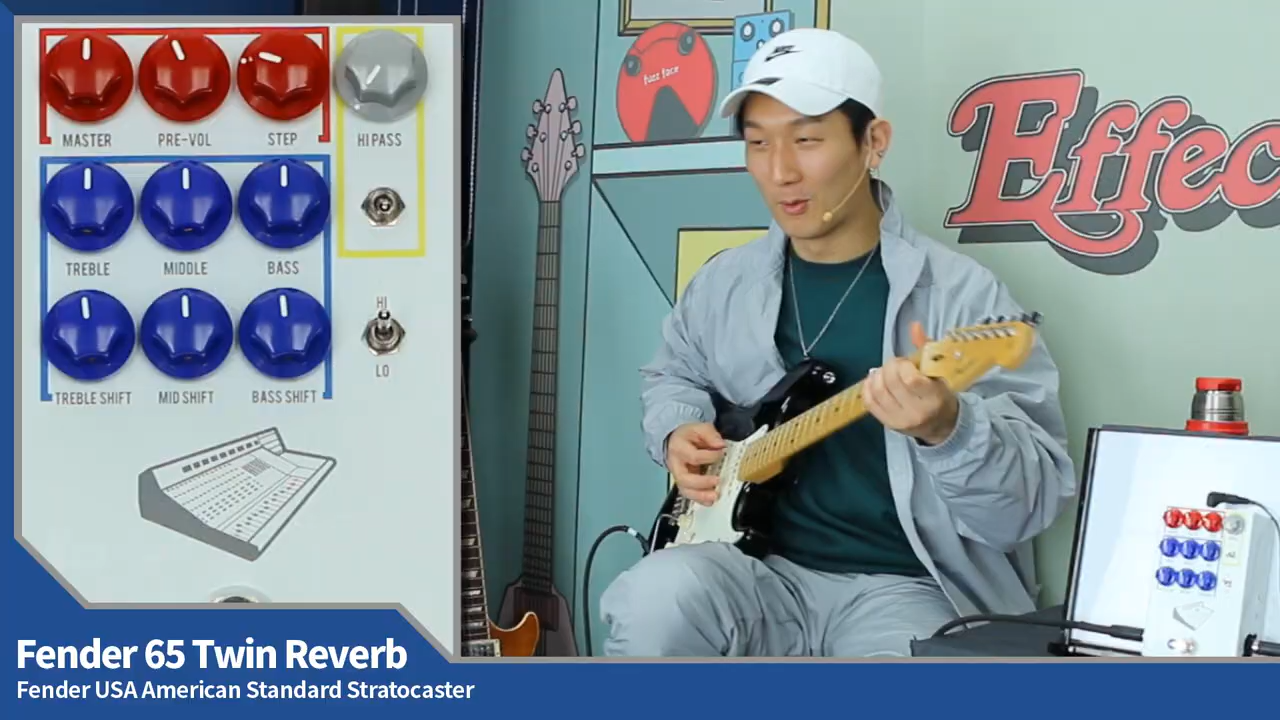 MASTER PRE-VOL STEP HI PASS
TREBLE MIDDLE BASS
HI
LO
TREBLE SHIFT MID SHIFT BASS SHIFT
fuzz face
Effec
Fender 65 Twin Reverb
Fender USA American Standard Stratocaster